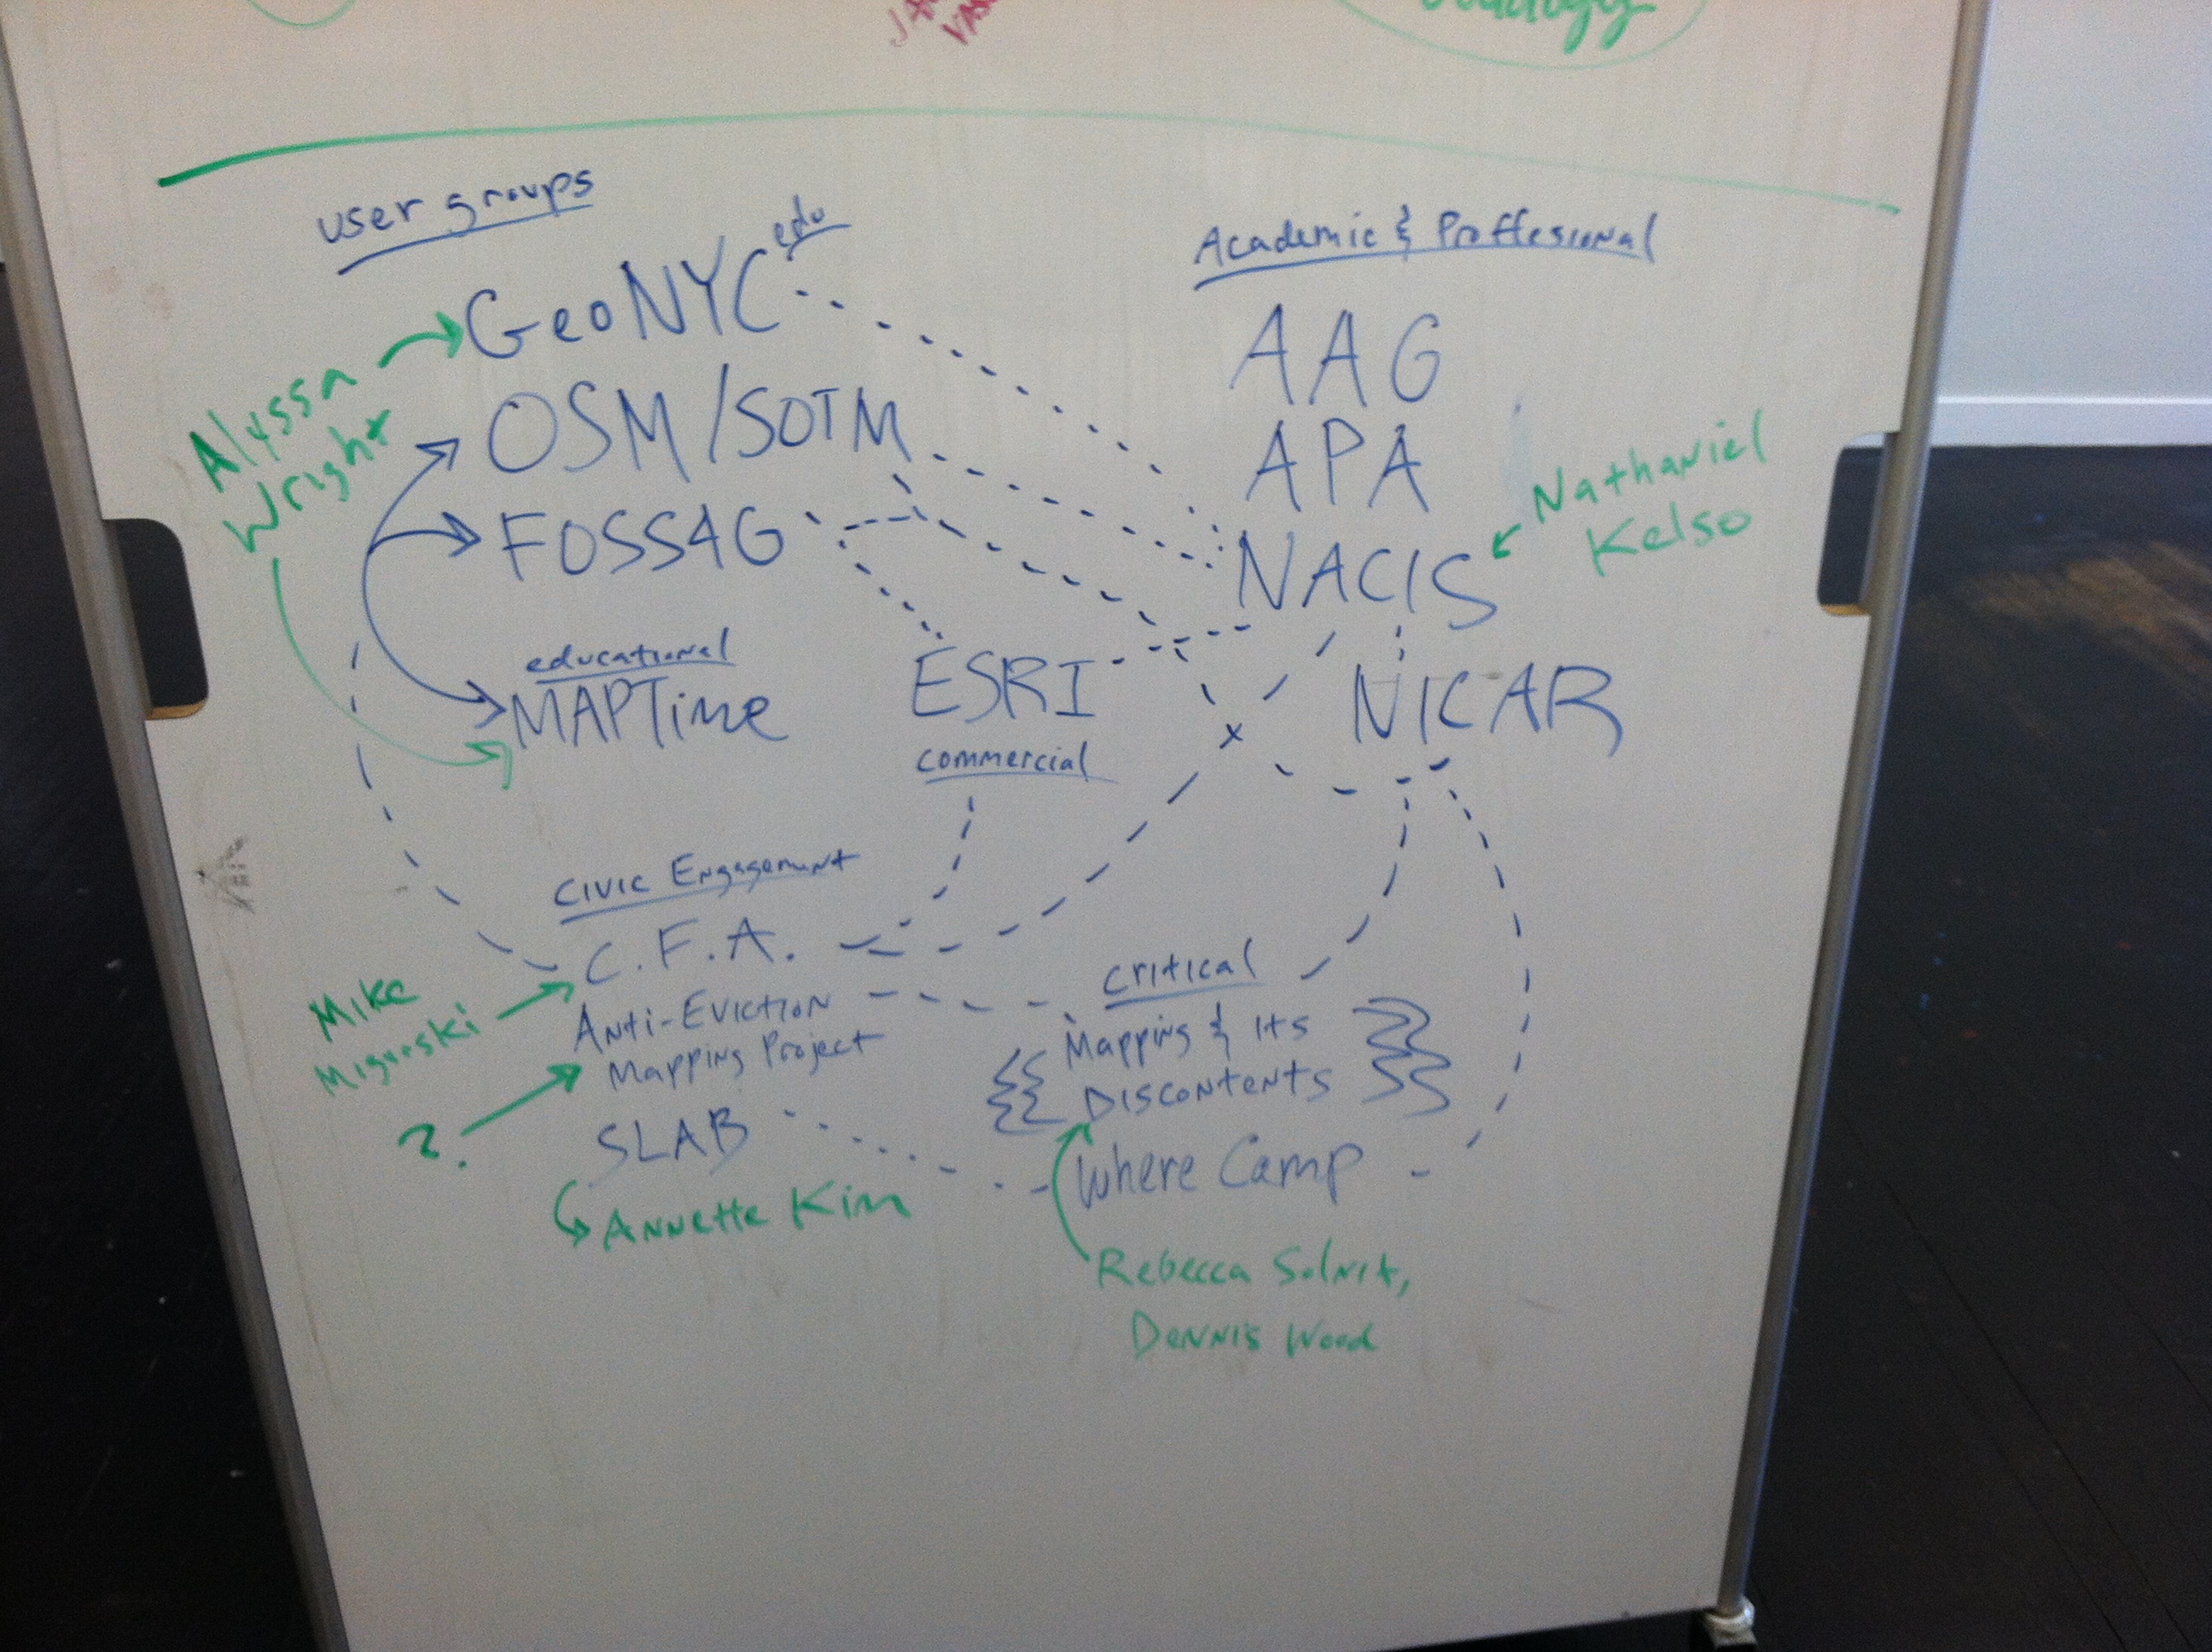 user groups
GeoNYC edu
OSM/SOTM
FOSS4G
educational
MAPTime
Alyssa
Wright
ESRI
commercial
Academic & Proffesional
AAG
APA
NACIS
NICAR
Nathaniel
Kelso
Civic Engagement
C.F.A.
Anti-Eviction
Mapping Project
SLAB
Annette Kim
Mike
?
critical
Mapping & Its
Discontents
Where Camp
Rebecca Solnit,
Dennis Wood